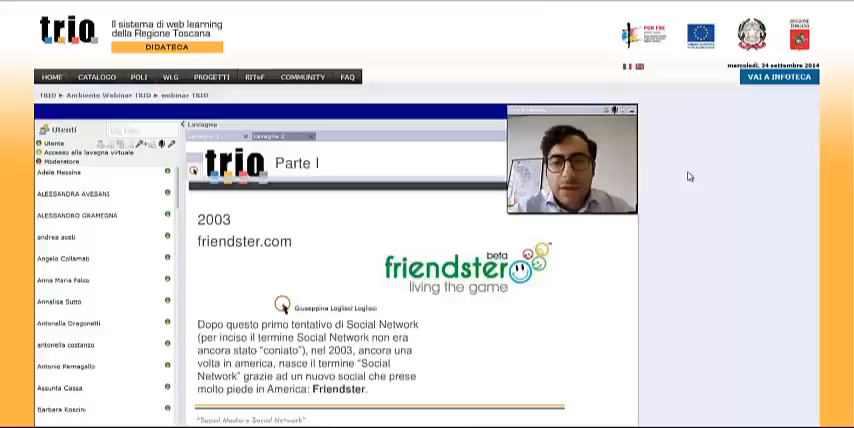 trio
Il sistema di web learning
della Regione Toscana
DIDATECA
POR FSE
REGIONE
TOSCANA
mercoledì, 24 settembre 2014
HOME CATALOGO POLI WLG PROGETTI RITeF COMMUNITY FAQ
VAI A INFOTECA
TRIO ► Ambiente Webinar TRIO ► webinar TRIO
Utenti
Utente
Accesso alla lavagna virtuale
Moderatore
Adele Messina
ALESSANDRA AVESANI
ALESSANDRO GRAMEGNA
andrea aceti
Angelo Collamati
Anna Maria Falco
Annalisa Sutto
Antonella Dragonetti
antonella costanzo
Antonio Pernagallo
Assunta Cassa
Barbara Roscini
Lavagna
Lavagna 1
Lavagna 2
trio Parte I
2003
friendster.com
beta
friendster
living the game
Giuseppina Loglisci Loglisci
Dopo questo primo tentativo di Social Network
(per inciso il termine Social Network non era
ancora stato "coniato"), nel 2003, ancora una
volta in america, nasce il termine "Social
Network" grazie ad un nuovo social che prese
molto piede in America: Friendster.
"Social Media e Social Network"